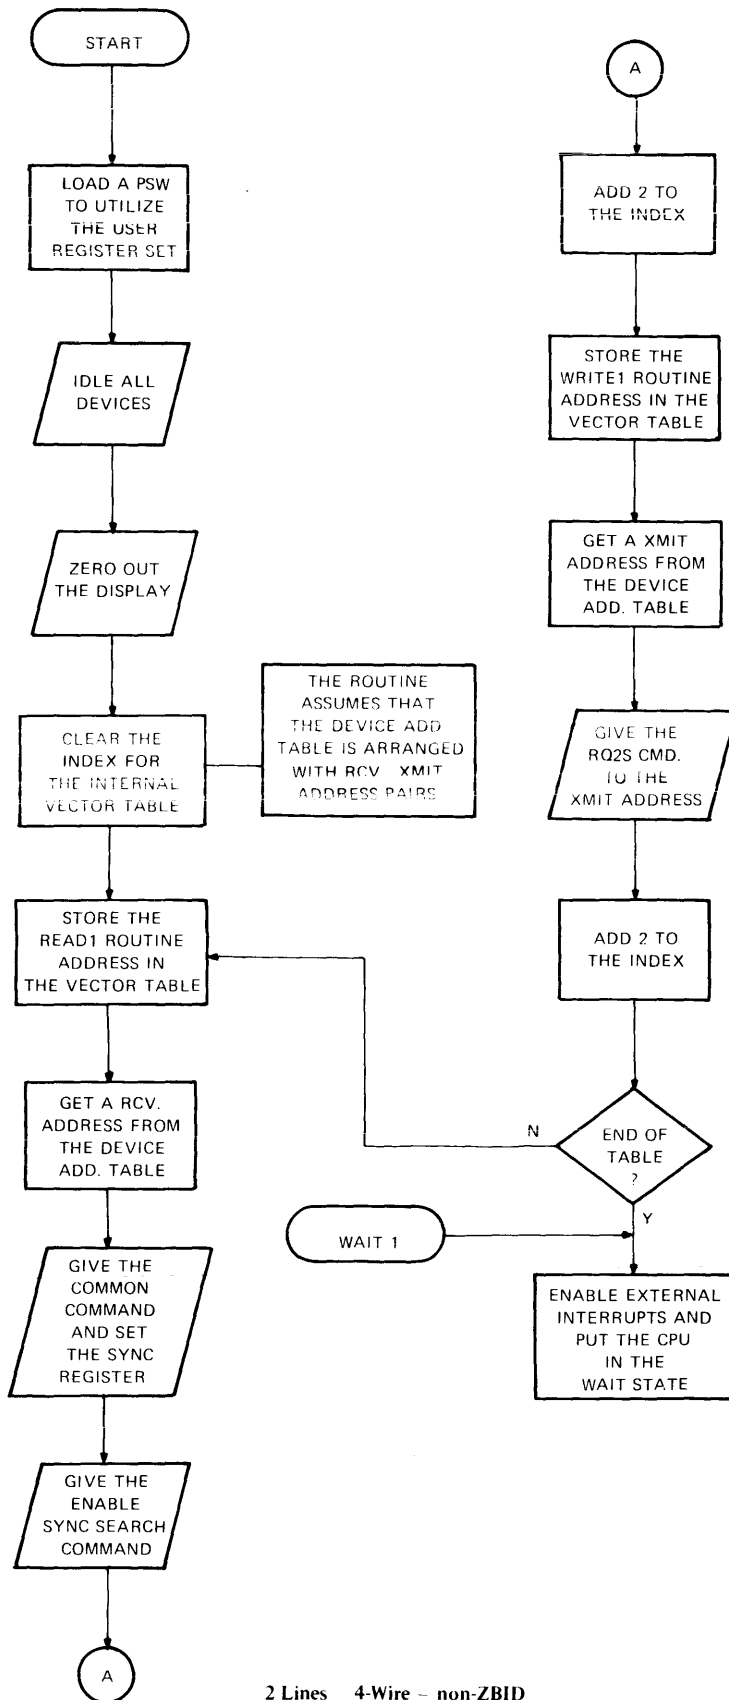 START
LOAD A PSW
TO UTILIZE
THE USER
REGISTER SET
IDLE ALL
DEVICES
ZERO OUT
THE DISPLAY
CLEAR THE
INDEX FOR
THE INTERNAL
VECTOR TABLE
THE ROUTINE
ASSUMES THAT
THE DEVICE ADD
TABLE IS ARRANGED
WITH RCV. XMIT
ADDRESS PAIRS
STORE THE
READ1 ROUTINE
ADDRESS IN
THE VECTOR TABLE
GET A RCV.
ADDRESS FROM
THE DEVICE
ADD. TABLE
GIVE THE
COMMON
COMMAND
AND SET
THE SYNC
REGISTER
GIVE THE
ENABLE
SYNC SEARCH
COMMAND
A
A
ADD 2 TO
THE INDEX
STORE THE
WRITE1 ROUTINE
ADDRESS IN THE
VECTOR TABLE
GET A XMIT
ADDRESS FROM
THE DEVICE
ADD. TABLE
GIVE THE
RQ2S CMD.
TO THE
XMIT ADDRESS
ADD 2 TO
THE INDEX
END OF
TABLE
?
N
Y
WAIT 1
ENABLE EXTERNAL
INTERRUPTS AND
PUT THE CPU
IN THE
WAIT STATE
2 Lines 4-Wire – non-ZBID